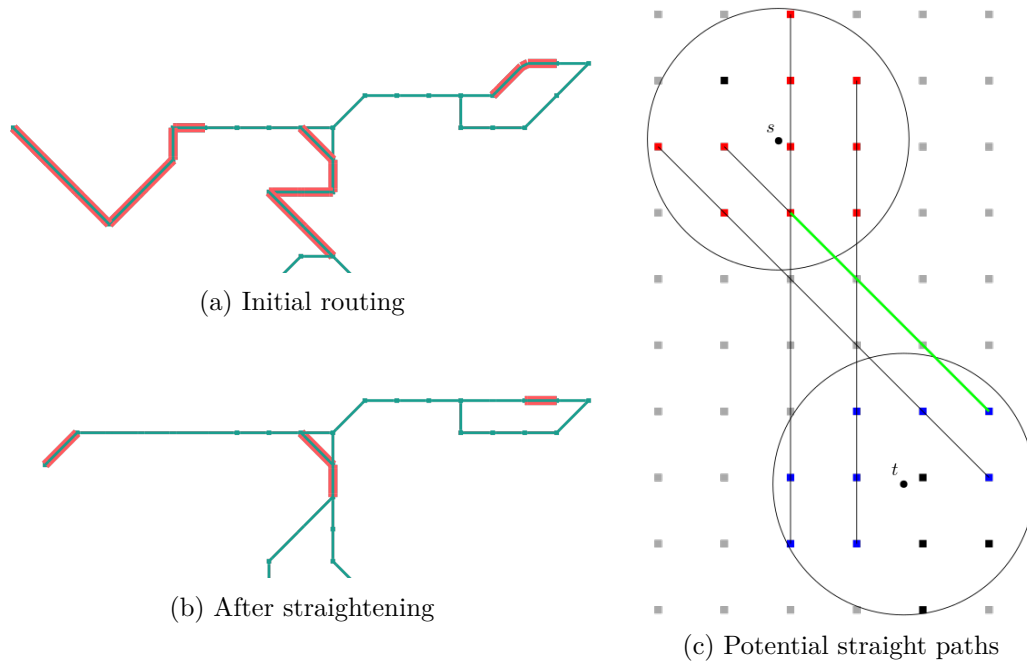 (a) Initial routing
(b) After straightening
s
t
(c) Potential straight paths